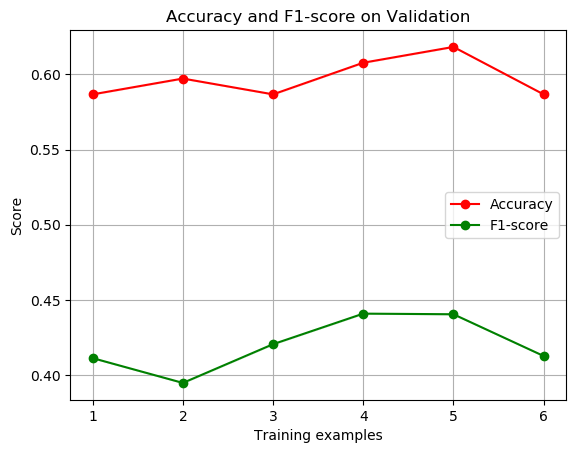 Accuracy and F1-score on Validation
Score
0.60
0.55
0.50
0.45
0.40
Accuracy
F1-score
1 2 3 4 5 6
Training examples